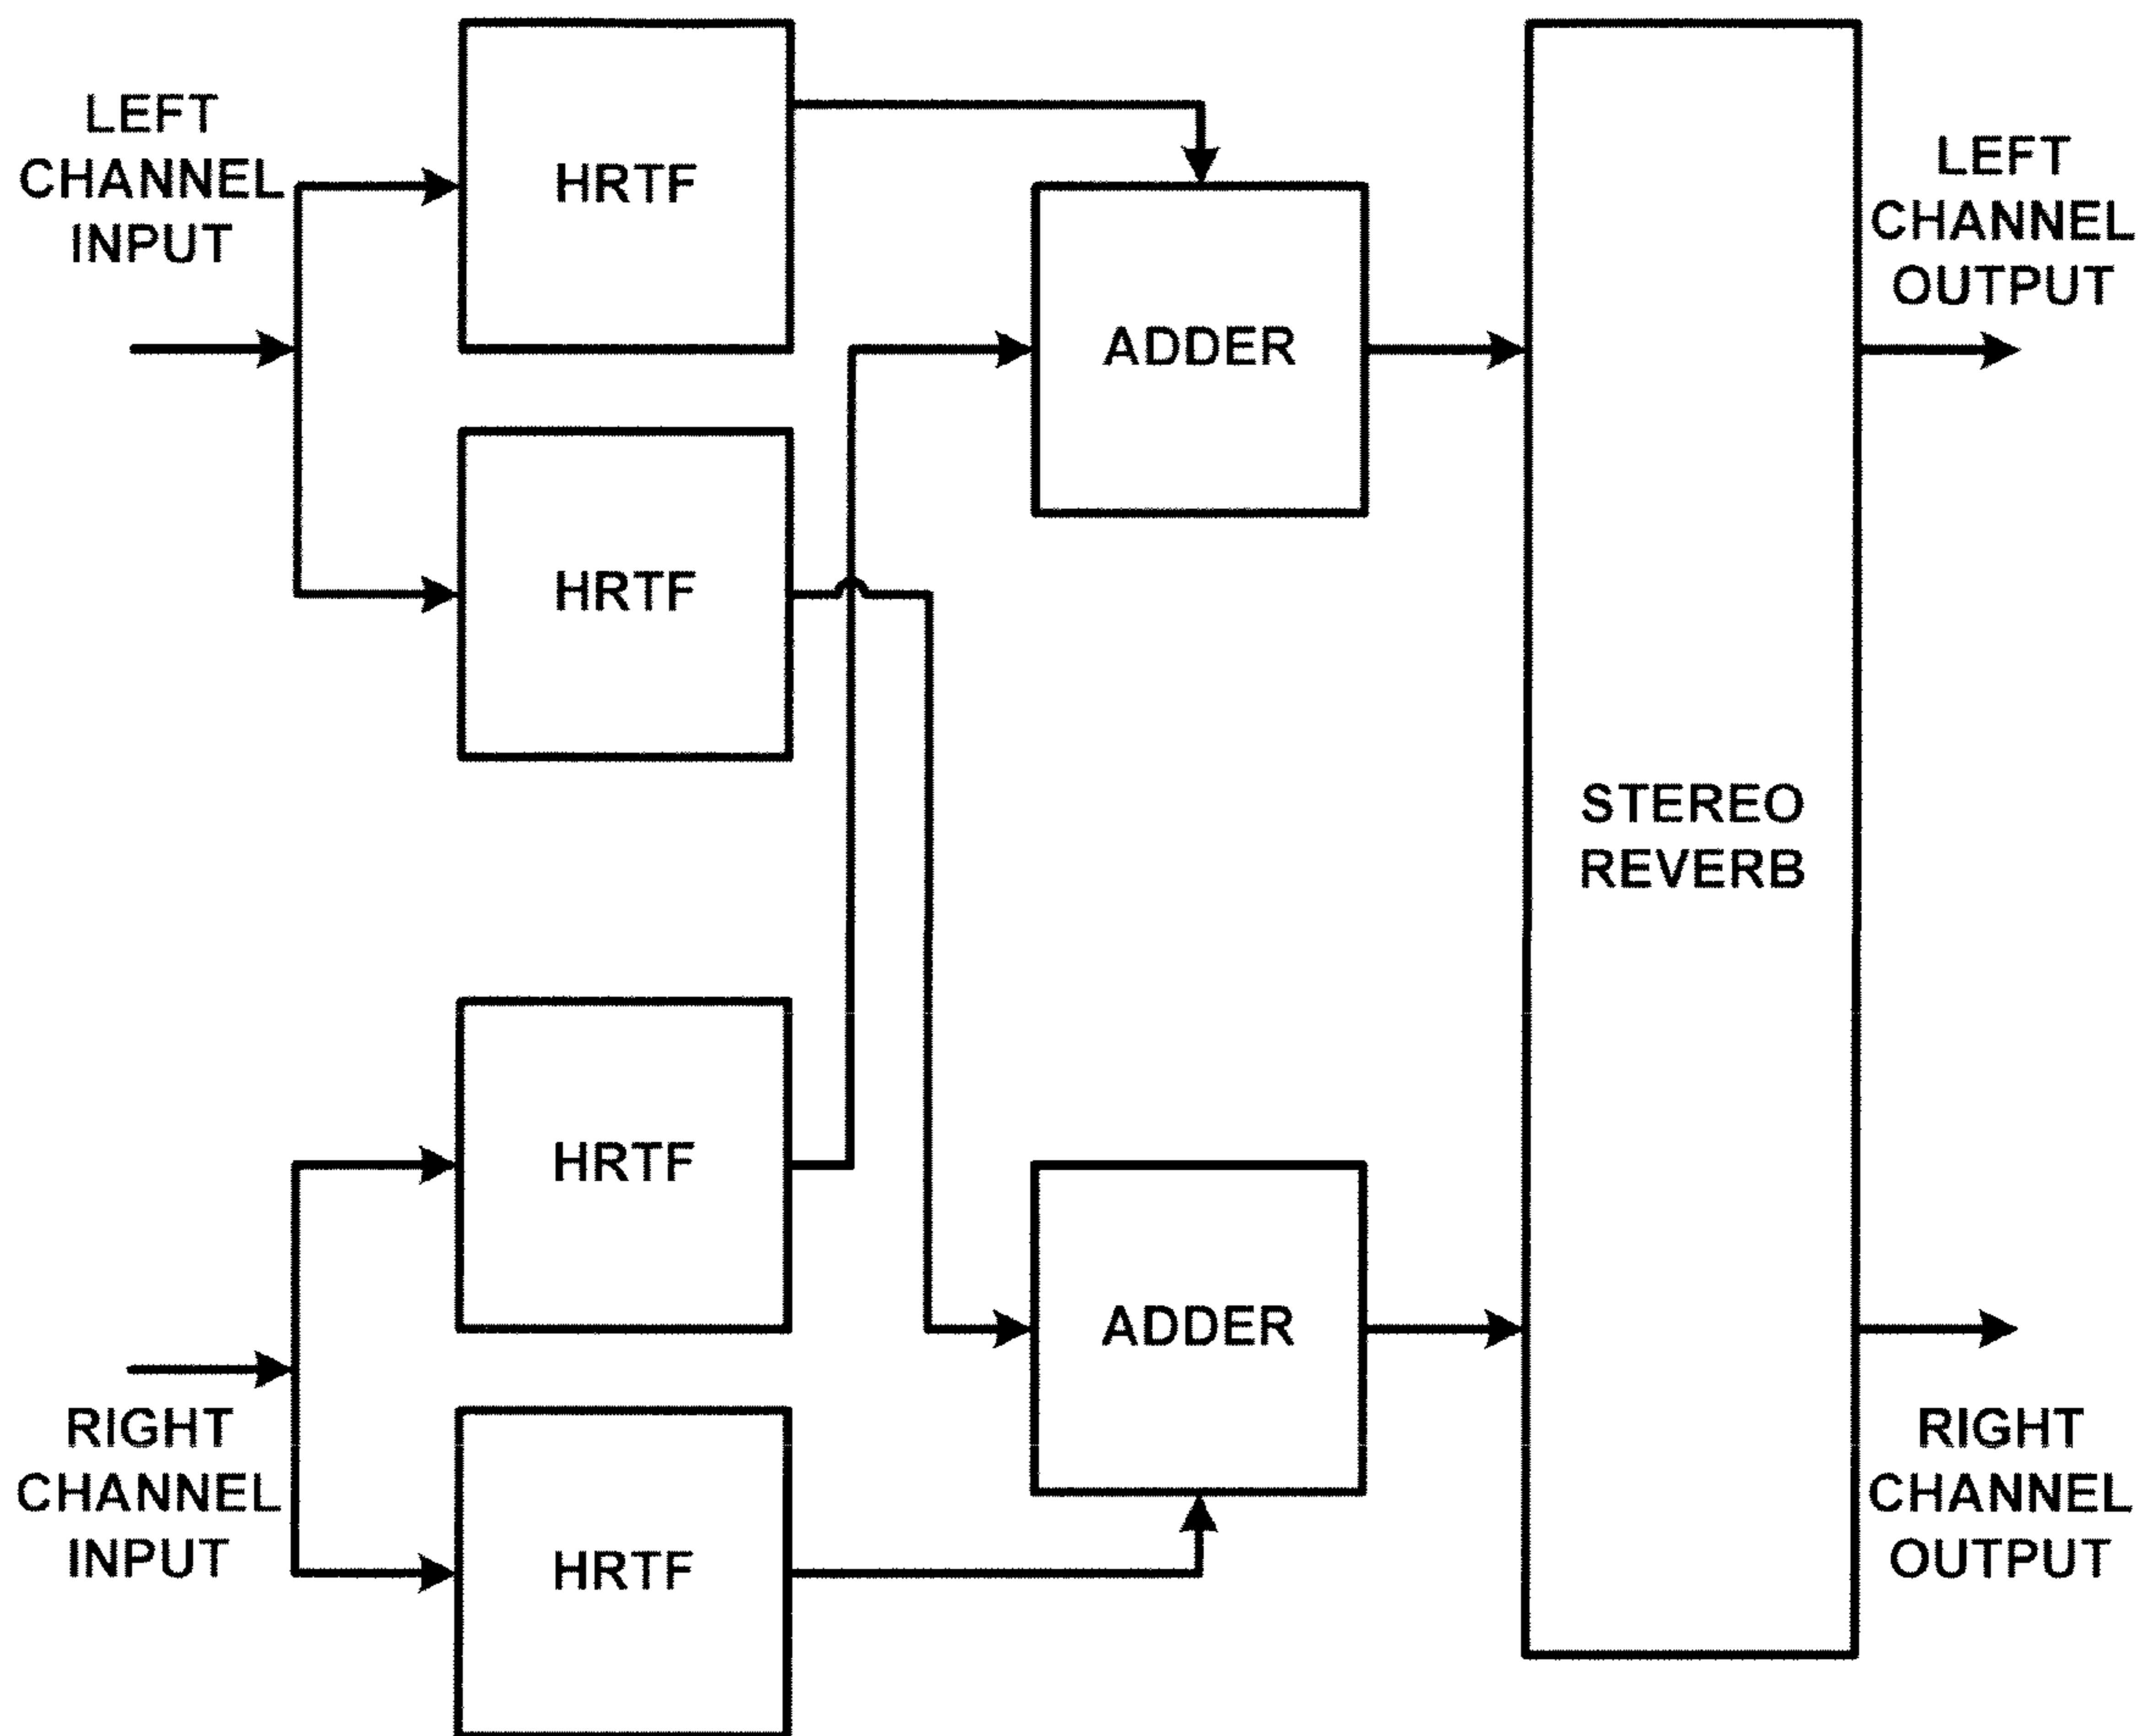 LEFT
CHANNEL
INPUT
HRTF
HRTF
ADDER
LEFT
CHANNEL
OUTPUT
STEREO
REVERB
HRTF
HRTF
ADDER
RIGHT
CHANNEL
INPUT
RIGHT
CHANNEL
OUTPUT